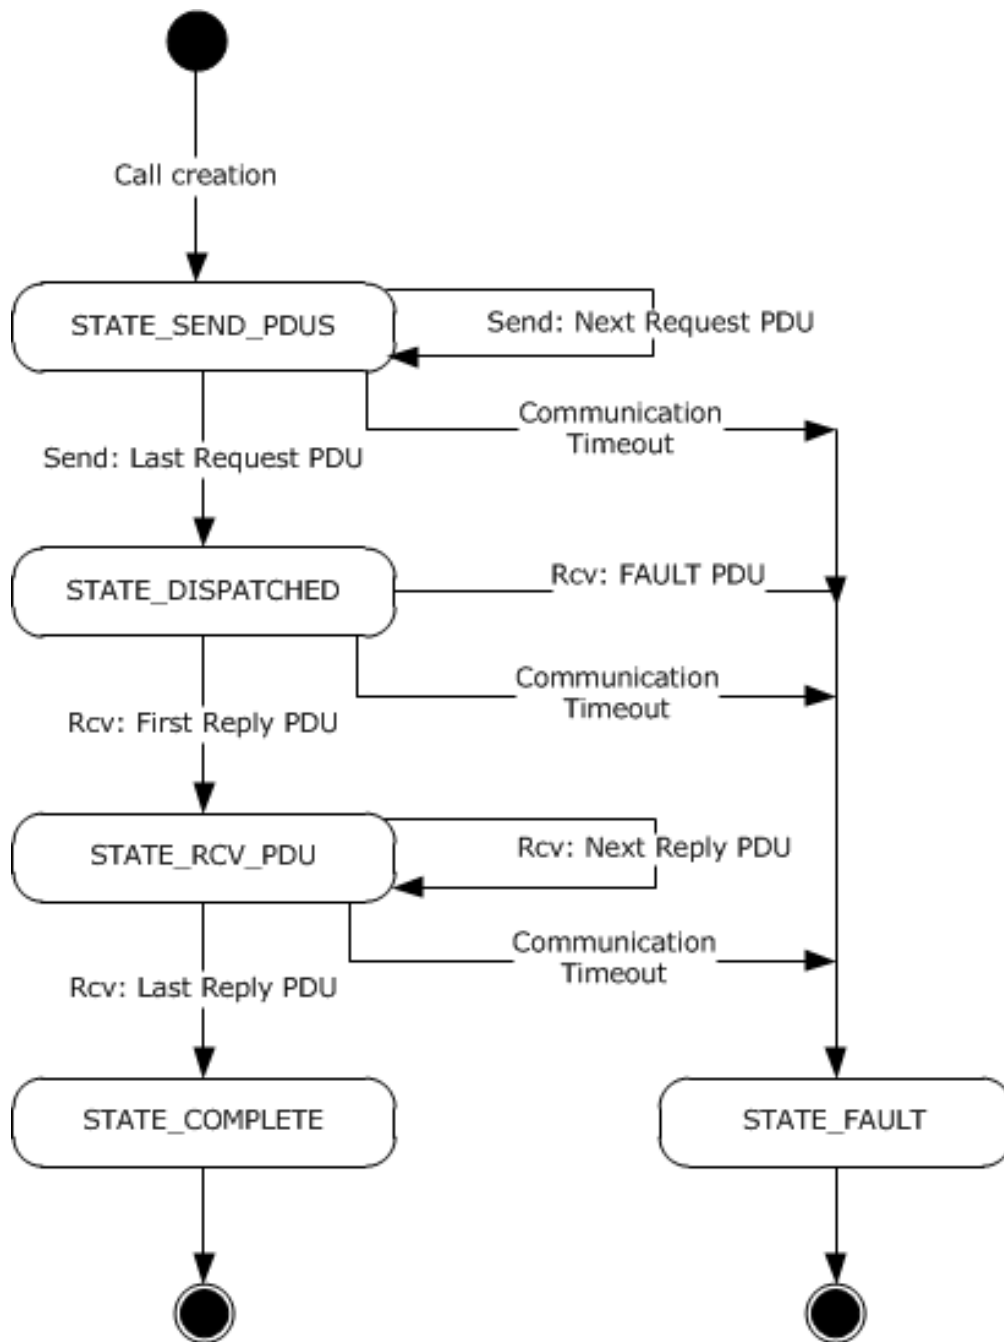 Call creation
STATE_SEND_PDUS
Send: Next Request PDU
Communication
Timeout
Send: Last Request PDU
STATE_DISPATCHED
Rcv: FAULT PDU
Communication
Timeout
Rcv: First Reply PDU
STATE_RCV_PDU
Rcv: Next Reply PDU
Communication
Timeout
Rcv: Last Reply PDU
STATE_COMPLETE
STATE_FAULT